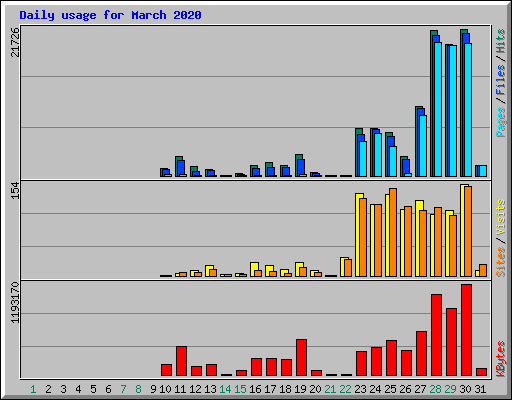 Daily usage for March 2020
21726
Pages / Files / Hits
154
Sites / Visits
1193170
KBytes
1 2 3 4 5 6 7 8 9 10 11 12 13 14 15 16 17 18 19 20 21 22 23 24 25 26 27 28 29 30 31